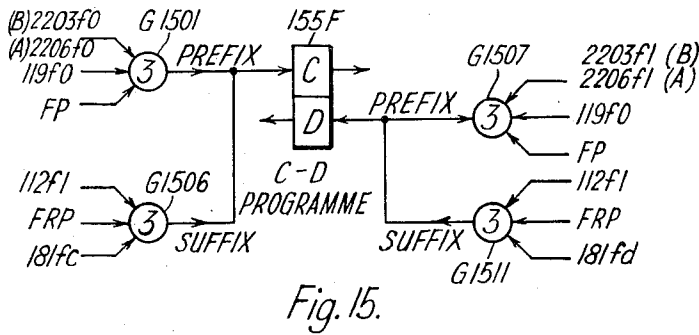 (B)2203f0
G1501
155F
(A)2206f0
PREFIX
119f0
3
C
FP
G1507
2203f1 (B)
2206f1 (A)
PREFIX
3
119f0
D
FP
C-D
PROGRAMME
112f1
G1506
FRP
3
181fc
SUFFIX
112f1
3
FRP
SUFFIX
181fd
G1511
Fig. 15.